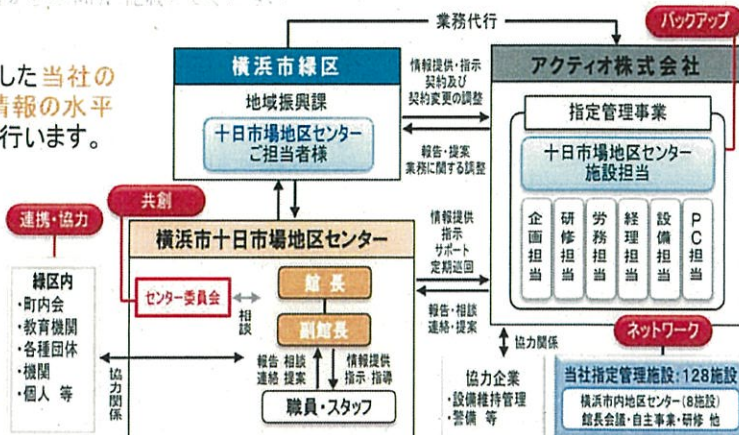 業務代行
バックアップ
した当社の
情報の水平
行います。
横浜市緑区
地域振興課
十日市場地区センター
ご担当者様
情報提供・指示
契約及び
契約変更の調整
報告・提案
業務に関する調整
アクティオ株式会社
指定管理事業
十日市場地区センター
施設担当
企画担当
研修担当
労務担当
経理担当
設備担当
PC担当
連携・協力
共創
緑区内
・町内会
・教育機関
・各種団体
・機関
・個人 等
協力関係
横浜市十日市場地区センター
センター委員会
相談
館長
副館長
報告 相談
連絡 提案
情報提供
指示 指導
職員・スタッフ
情報提供
指示
サポート
定期巡回
報告・相談
連絡・提案
協力関係
協力企業
・設備維持管理
・警備 等
ネットワーク
当社指定管理施設:128施設
横浜市内地区センター(8施設)
館長会議・自主事業・研修 他